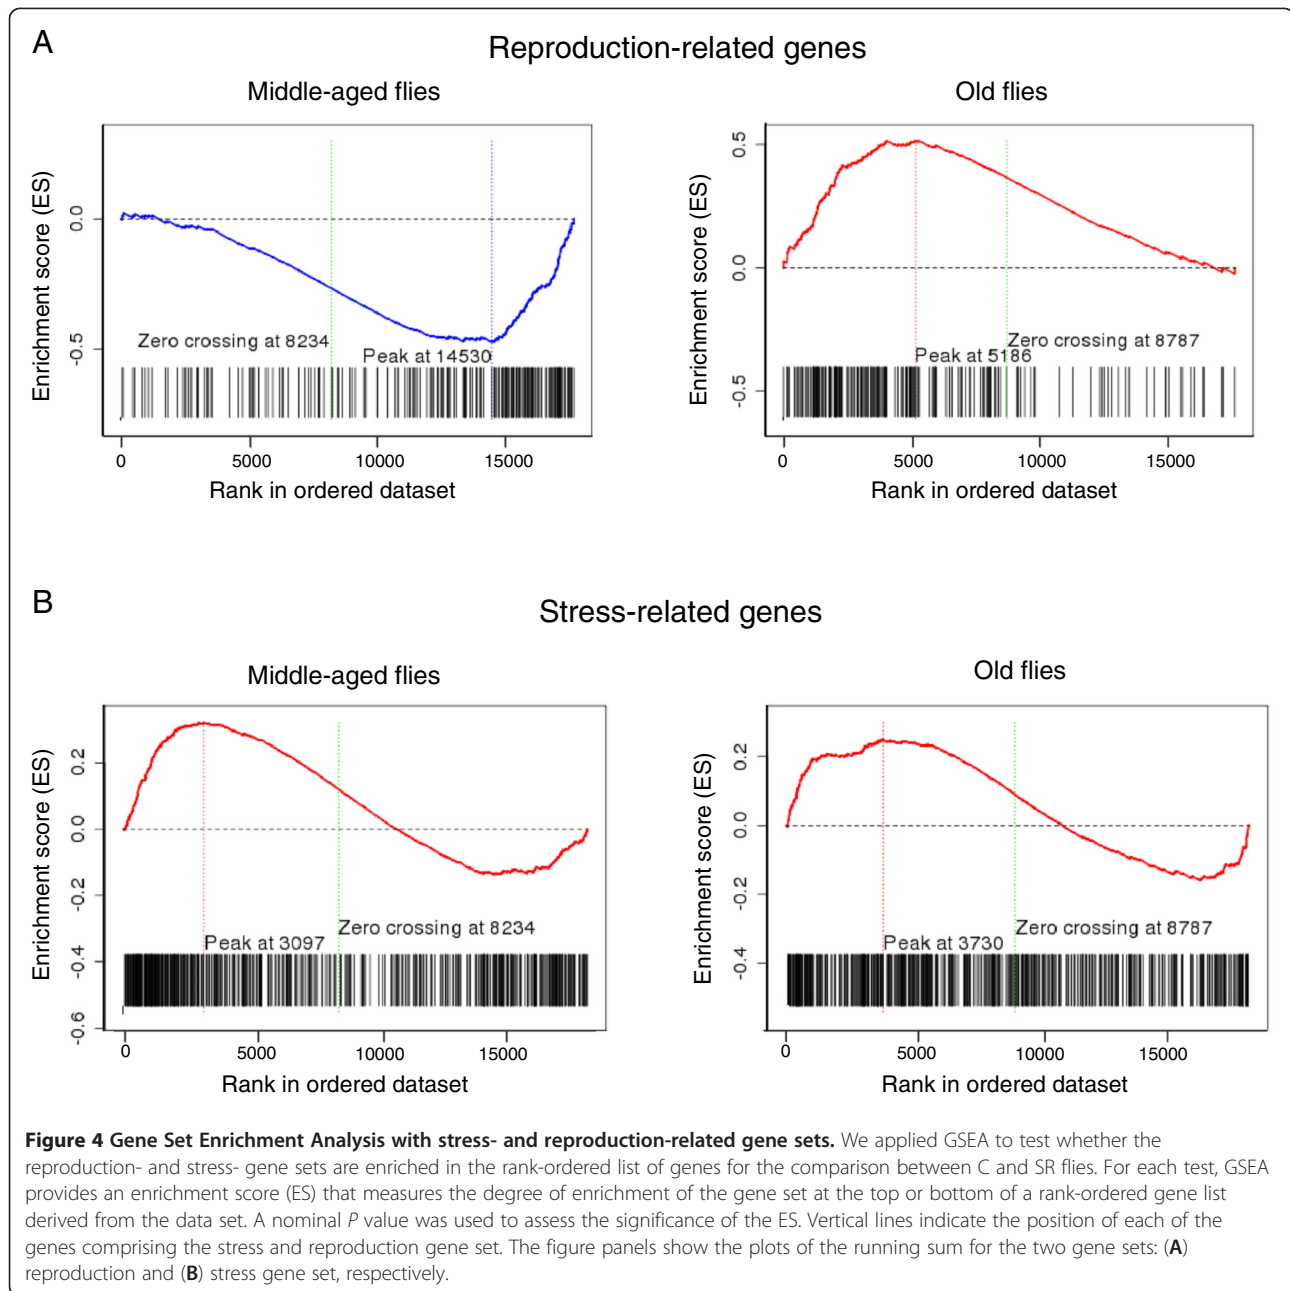 A
Reproduction-related genes
Middle-aged flies
Enrichment score (ES)
0.0
-0.5
Zero crossing at 8234
Peak at 14530
0 5000 10000 15000
Rank in ordered dataset
Old flies
Enrichment score (ES)
0.5
0.0
-0.5
Zero crossing at 8787
Peak at 5186
0 5000 10000 15000
Rank in ordered dataset
B
Stress-related genes
Middle-aged flies
Enrichment score (ES)
0.2
0.0
-0.2
-0.4
-0.6
Zero crossing at 8234
Peak at 3097
0 5000 10000 15000
Rank in ordered dataset
Old flies
Enrichment score (ES)
0.2
0.0
-0.2
-0.4
Zero crossing at 8787
Peak at 3730
0 5000 10000 15000
Rank in ordered dataset
Figure 4 Gene Set Enrichment Analysis with stress- and reproduction-related gene sets. We applied GSEA to test whether the
reproduction- and stress- gene sets are enriched in the rank-ordered list of genes for the comparison between C and SR flies. For each test, GSEA
provides an enrichment score (ES) that measures the degree of enrichment of the gene set at the top or bottom of a rank-ordered gene list
derived from the data set. A nominal P value was used to assess the significance of the ES. Vertical lines indicate the position of each of the
genes comprising the stress and reproduction gene set. The figure panels show the plots of the running sum for the two gene sets: (A)
reproduction and (B) stress gene set, respectively.